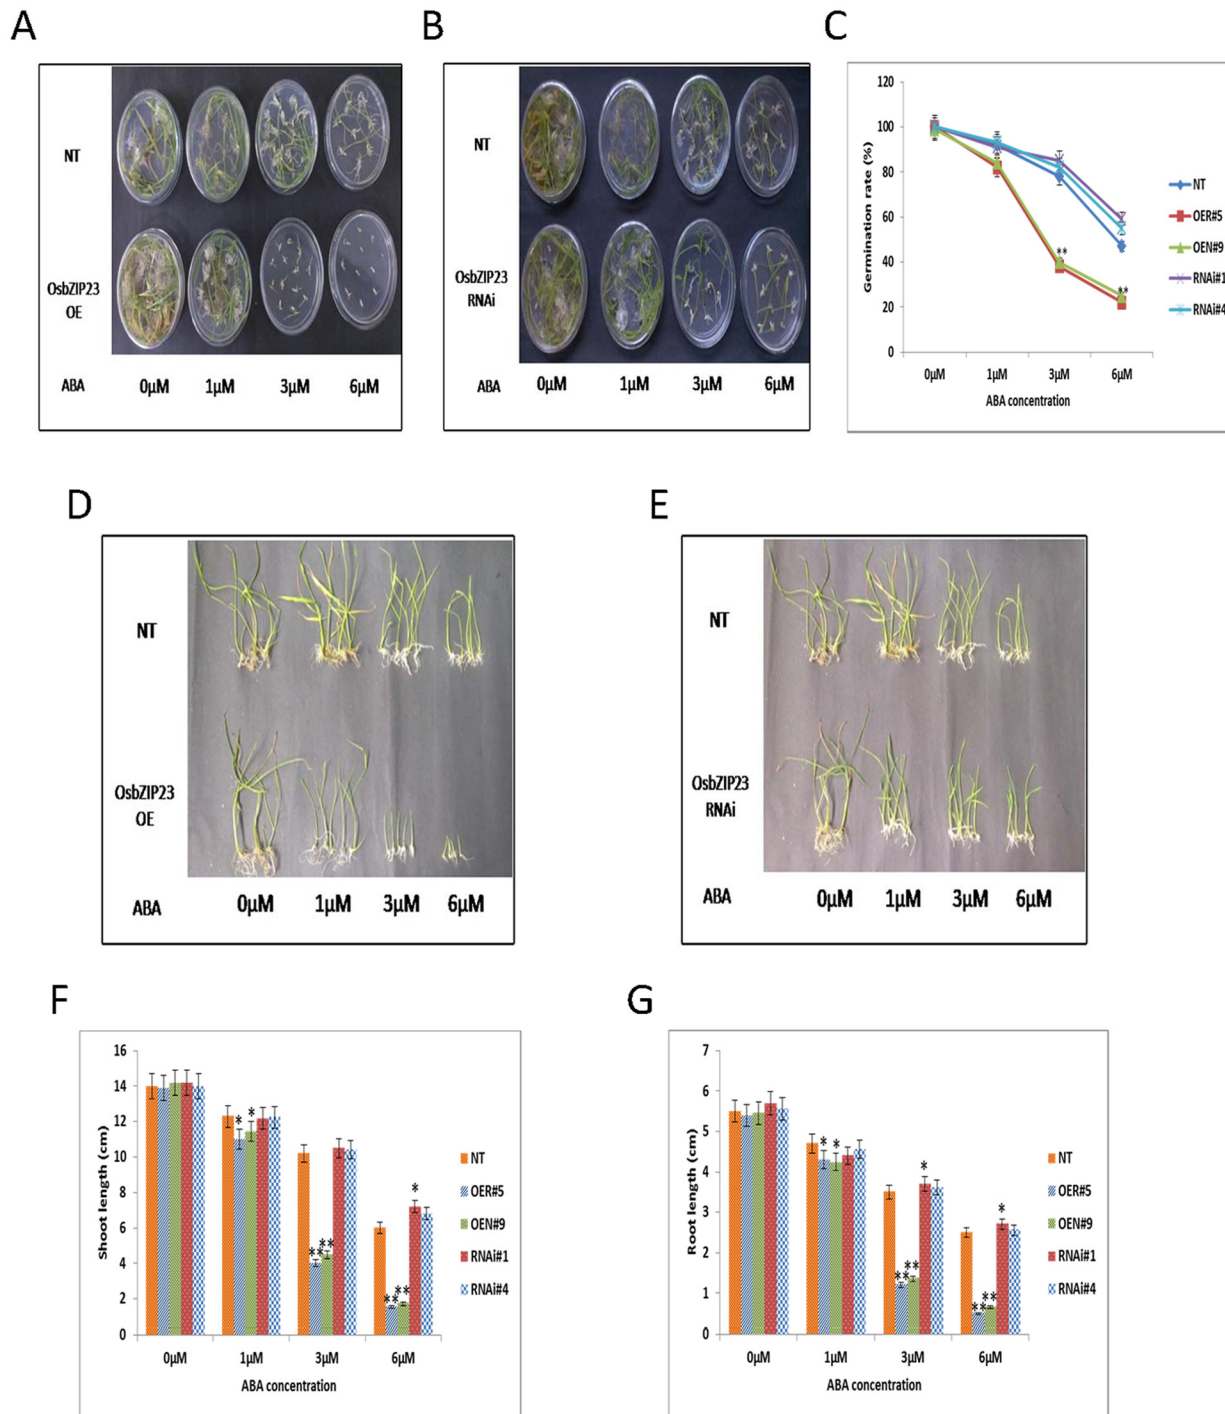 A
NT
OsbZIP23
OE
ABA
0µM
1µM
3µM
6µM
B
NT
OsbZIP23
RNAi
ABA
0µM
1µM
3µM
6µM
C
Germination rate (%)
120
100
80
60
40
20
0
**
**
0µM
1µM
3µM
6µM
ABA concentration
NT
OER#5
OEN#9
RNAi#1
RNAi#4
D
NT
OsbZIP23
OE
ABA
0µM
1µM
3µM
6µM
E
NT
OsbZIP23
RNAi
ABA
0µM
1µM
3µM
6µM
F
Shoot length (cm)
16
14
12
10
8
6
4
2
0
* *
** **
** ** *
0µM
1µM
3µM
6µM
ABA concentration
NT
OER#5
OEN#9
RNAi#1
RNAi#4
G
Root length (cm)
7
6
5
4
3
2
1
0
* *
** ** *
** ** *
0µM
1µM
3µM
6µM
ABA concentration
NT
OER#5
OEN#9
RNAi#1
RNAi#4